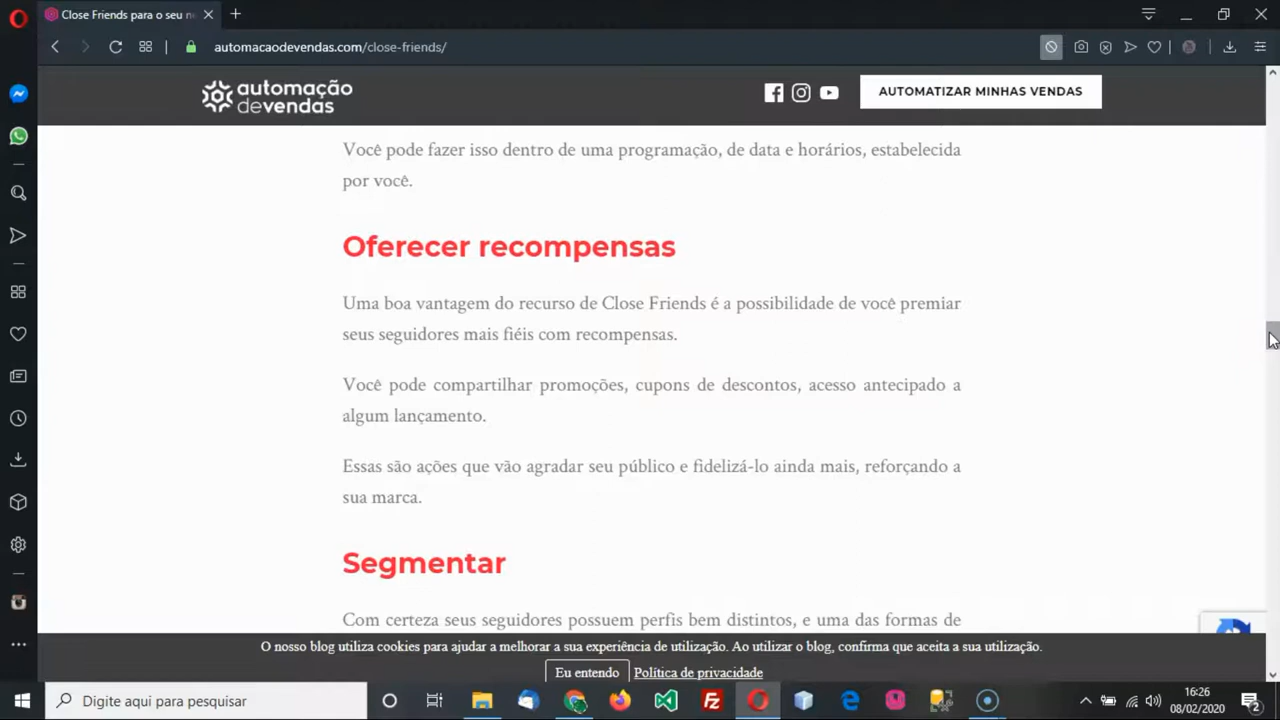 Close Friends para o seu n
automacaodevendas.com/close-friends/
automação
devendas
AUTOMATIZAR MINHAS VENDAS
Você pode fazer isso dentro de uma programação, de data e horários, estabelecida
por você.
Oferecer recompensas
Uma boa vantagem do recurso de Close Friends é a possibilidade de você premiar
seus seguidores mais fiéis com recompensas.
Você pode compartilhar promoções, cupons de descontos, acesso antecipado a
algum lançamento.
Essas são ações que vão agradar seu público e fidelizá-lo ainda mais, reforçando a
sua marca.
Segmentar
Com certeza seus seguidores possuem perfis bem distintos, e uma das formas de
O nosso blog utiliza cookies para ajudar a melhorar a sua experiência de utilização. Ao utilizar o blog, confirma que aceita a sua utilização.
Eu entendo Política de privacidade
Digite aqui para pesquisar
16:26
08/02/2020
2